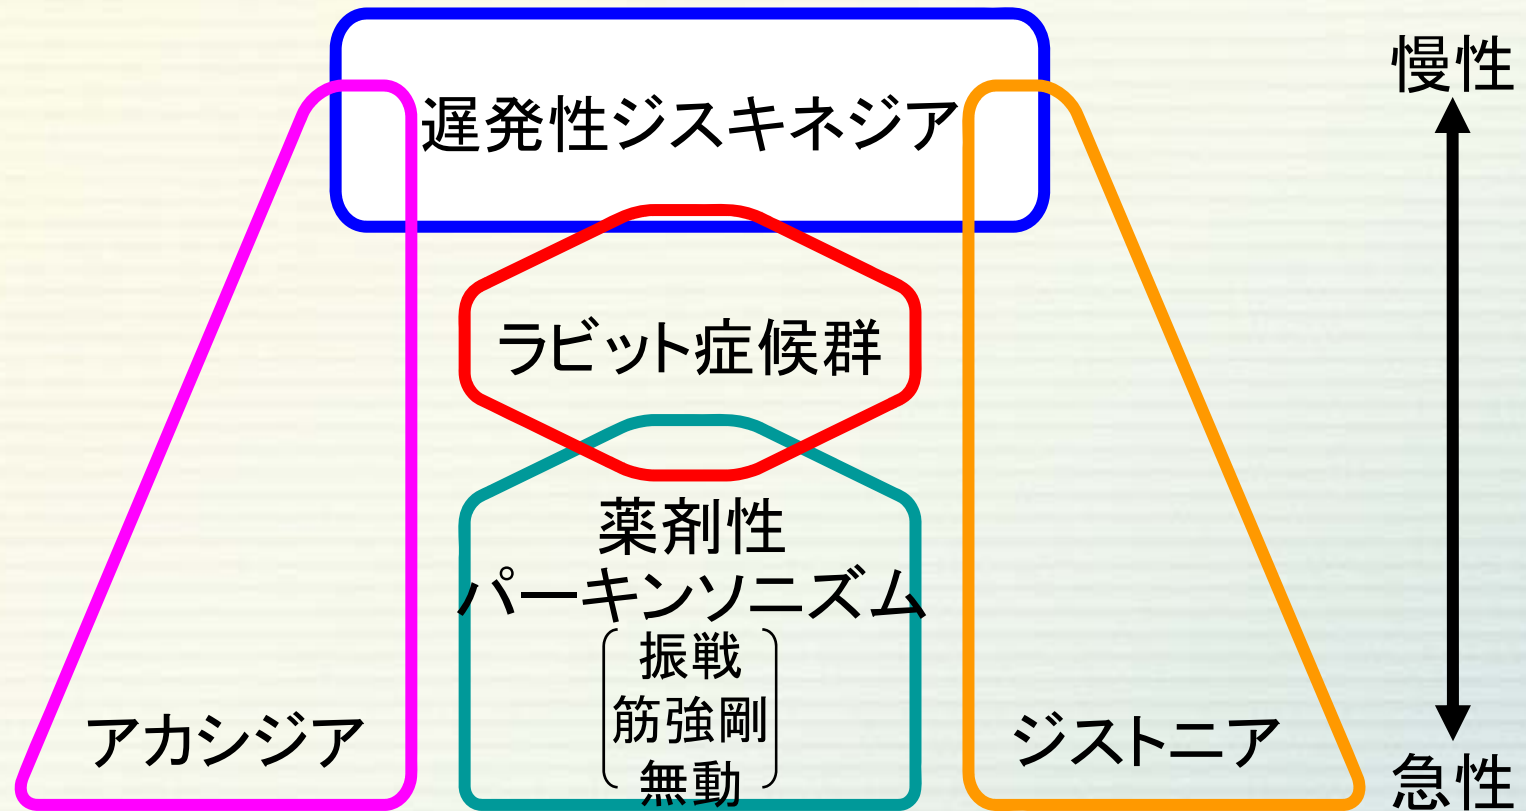 慢性
遅発性ジスキネジア
ラビット症候群
薬剤性
パーキンソニズム
振戦
筋強剛
無動
アカシジア
ジストニア
急性